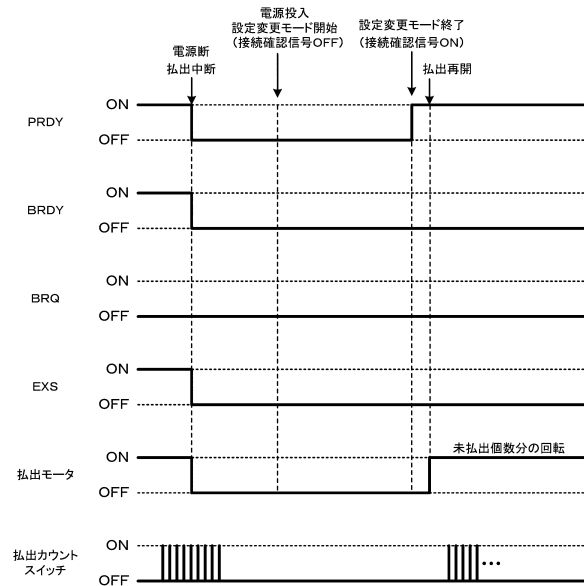 電源投入
設定変更モード開始
(接続確認信号OFF)
設定変更モード終了
(接続確認信号ON)
電源断
払出中断
払出再開
PRDY
ON
OFF
BRDY
ON
OFF
BRQ
ON
OFF
EXS
ON
OFF
払出モータ
ON
OFF
未払出個数分の回転
払出カウント
スイッチ
ON
OFF
•••